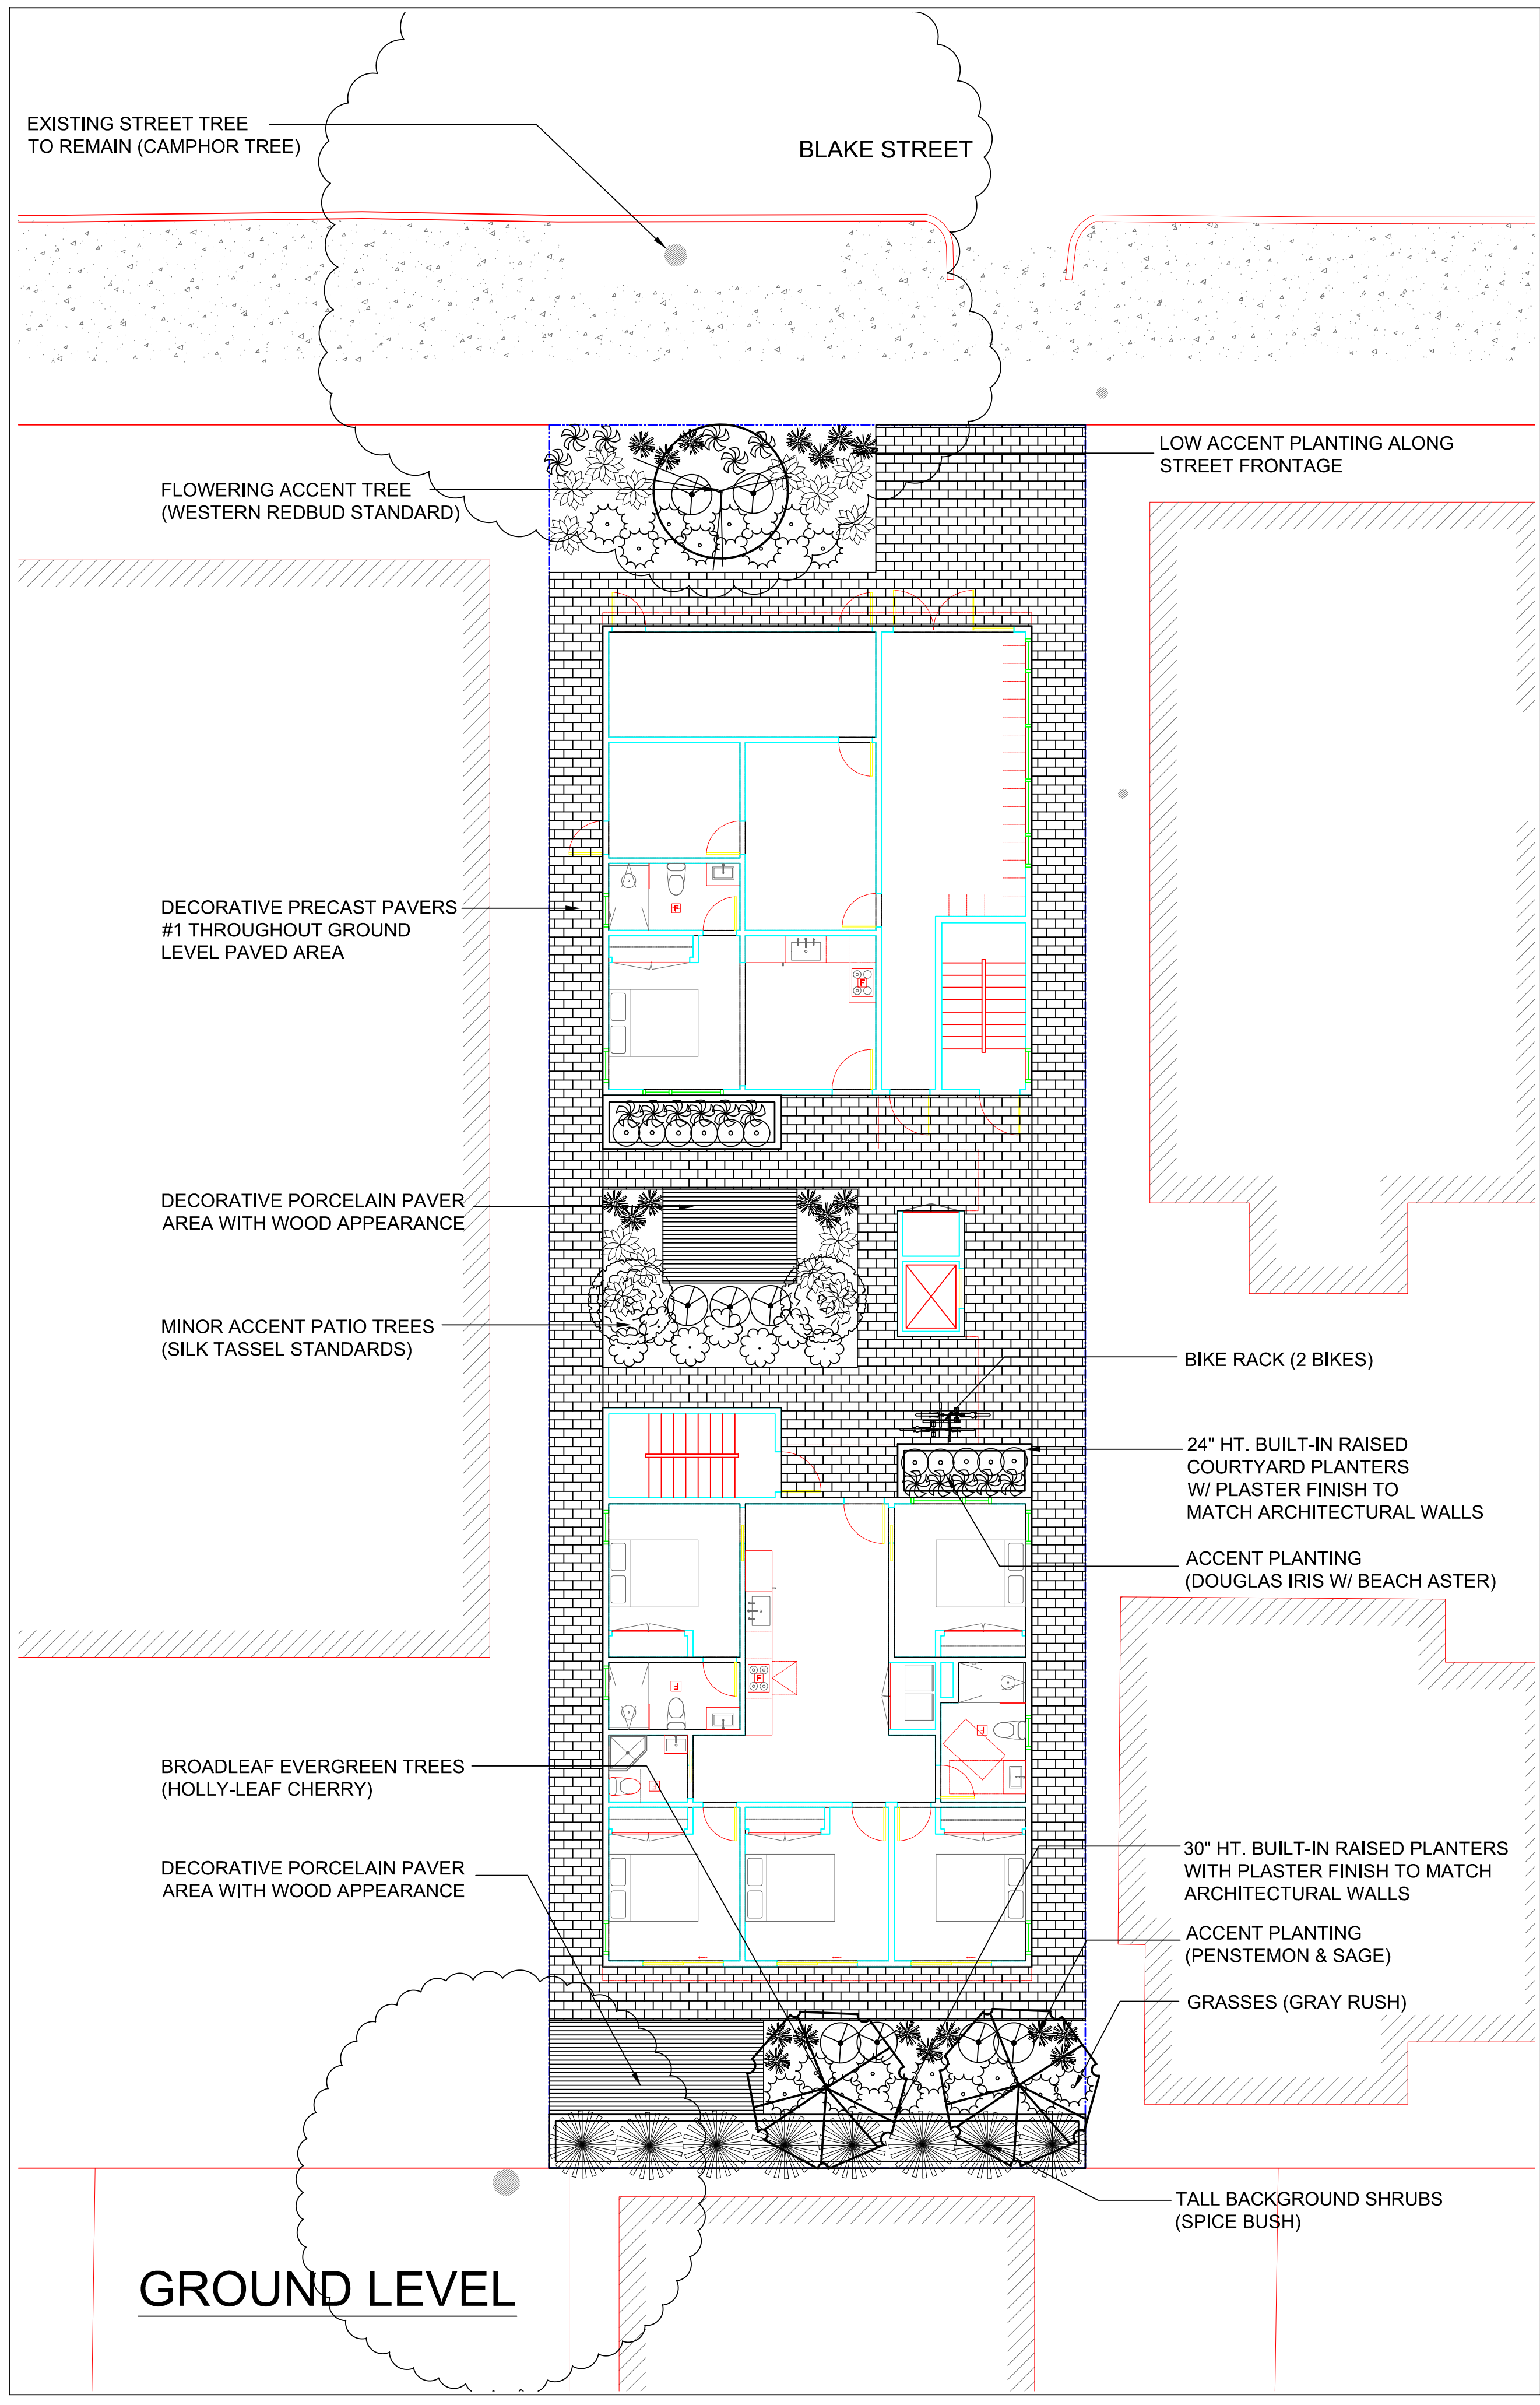 EXISTING STREET TREE
TO REMAIN (CAMPHOR TREE)
BLAKE STREET
LOW ACCENT PLANTING ALONG
STREET FRONTAGE
FLOWERING ACCENT TREE
(WESTERN REDBUD STANDARD)
DECORATIVE PRECAST PAVERS
#1 THROUGHOUT GROUND
LEVEL PAVED AREA
F
F
DECORATIVE PORCELAIN PAVER
AREA WITH WOOD APPEARANCE
MINOR ACCENT PATIO TREES
(SILK TASSEL STANDARDS)
BIKE RACK (2 BIKES)
24" HT. BUILT-IN RAISED
COURTYARD PLANTERS
W/ PLASTER FINISH TO
MATCH ARCHITECTURAL WALLS
ACCENT PLANTING
(DOUGLAS IRIS W/ BEACH ASTER)
F
F
F
F
BROADLEAF EVERGREEN TREES
(HOLLY-LEAF CHERRY)
DECORATIVE PORCELAIN PAVER
AREA WITH WOOD APPEARANCE
30" HT. BUILT-IN RAISED PLANTERS
WITH PLASTER FINISH TO MATCH
ARCHITECTURAL WALLS
ACCENT PLANTING
(PENSTEMON & SAGE)
GRASSES (GRAY RUSH)
TALL BACKGROUND SHRUBS
(SPICE BUSH)
GROUND LEVEL